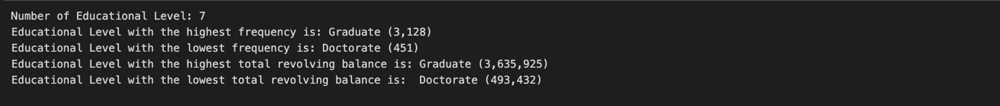 Number of Educational Level: 7
Educational Level with the highest frequency is: Graduate (3,128)
Educational Level with the lowest frequency is: Doctorate (451)
Educational Level with the highest total revolving balance is: Graduate (3,635,925)
Educational Level with the lowest total revolving balance is:  Doctorate (493,432)